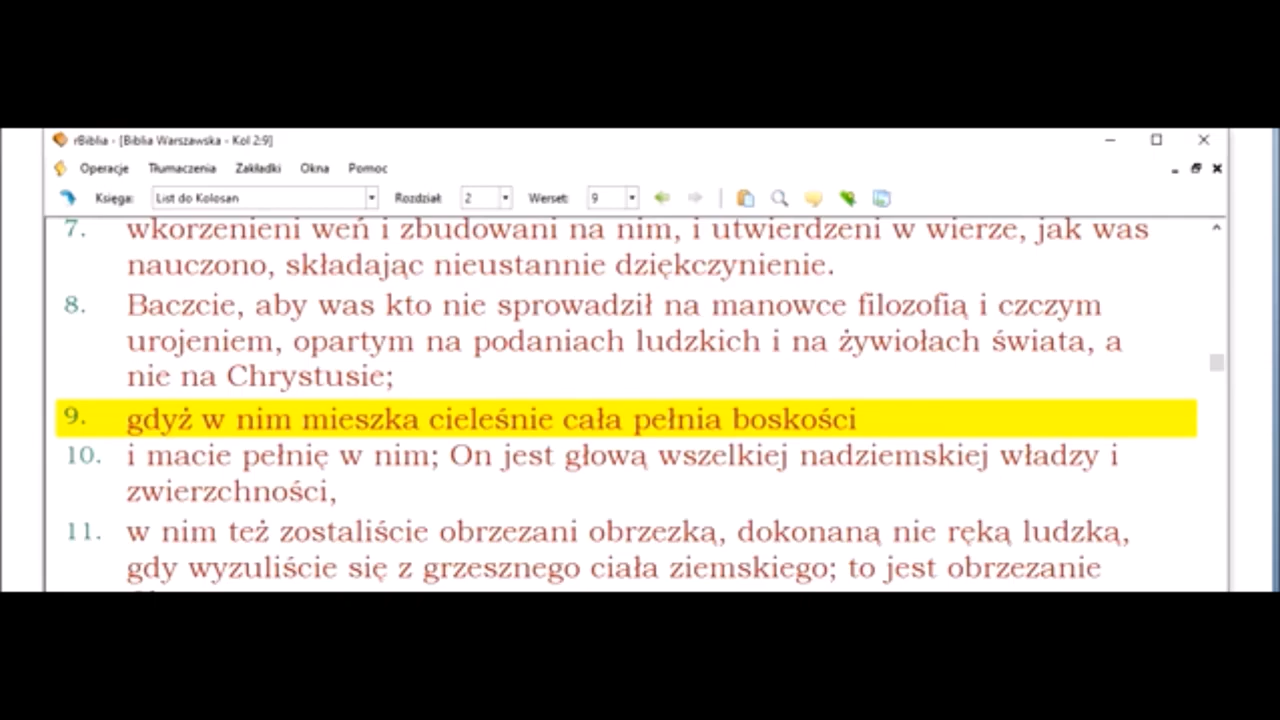 rBiblia - [Biblia Warszawska - Kol 2:9]
Operacje Tłumaczenia Zakładki Okna Pomoc
Księga: List do Kolosan Rozdział: 2 Werset: 9
7. wkorzenieni weń i zbudowani na nim, i utwierdzeni w wierze, jak was
nauczono, składając nieustannie dziękczynienie.
8. Baczcie, aby was kto nie sprowadził na manowce filozofią i czczym
urojeniem, opartym na podaniach ludzkich i na żywiołach świata, a
nie na Chrystusie;
9. gdyż w nim mieszka cieleśnie cała pełnia boskości
10. i macie pełnię w nim; On jest głową wszelkiej nadziemskiej władzy i
zwierzchności,
11. w nim też zostaliście obrzezani obrzezką, dokonaną nie ręką ludzką,
gdy wyzuliście się z grzesznego ciała ziemskiego; to jest obrzezanie